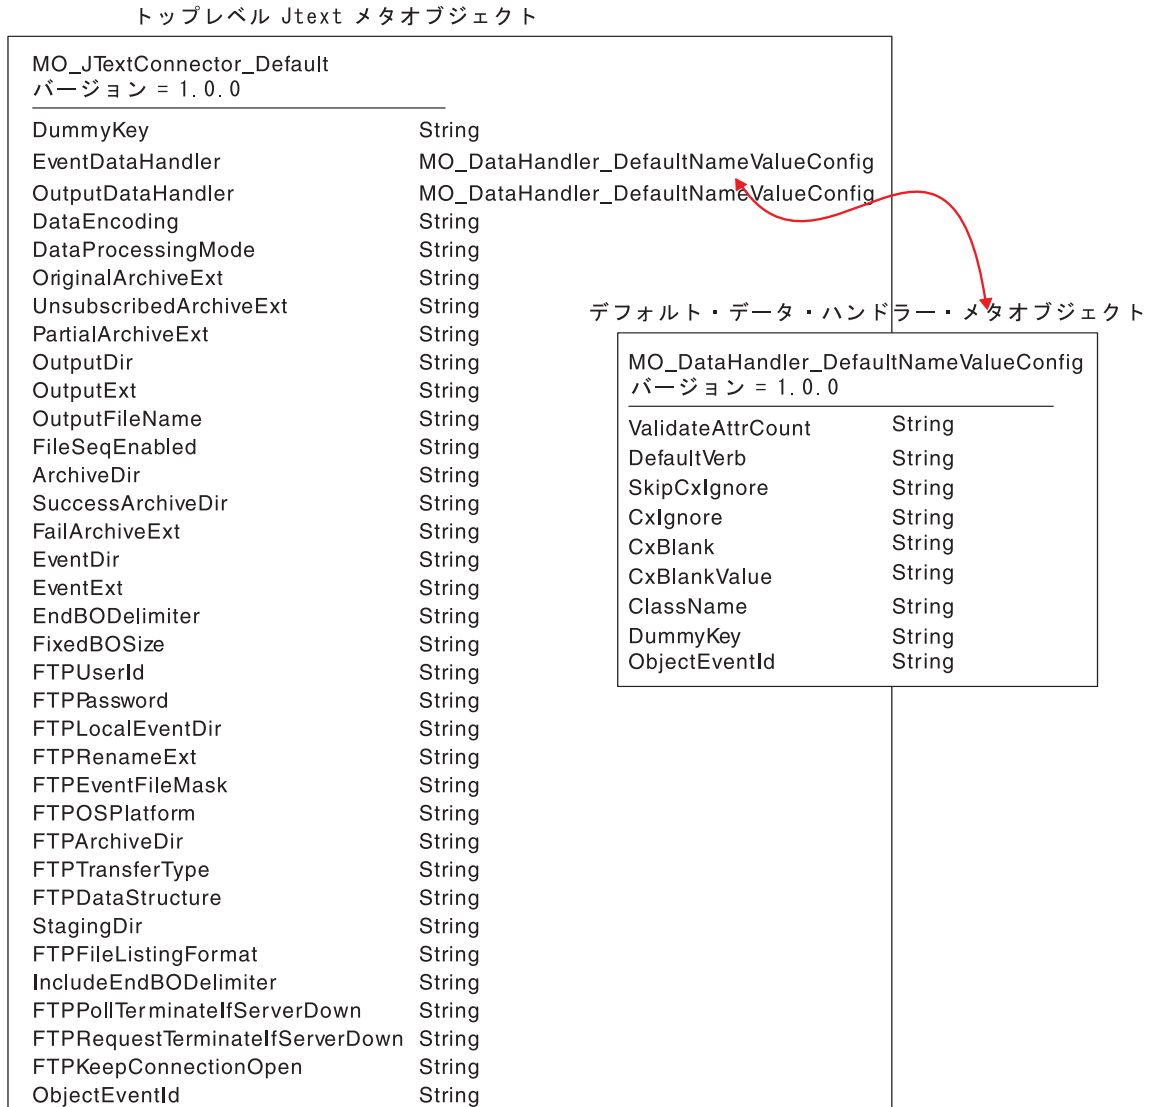 トップレベル Jtext メタオブジェクト
MO_JTextConnector_Default
バージョン = 1.0.0
DummyKey String
EventDataHandler MO_DataHandler_DefaultNameValueConfig
OutputDataHandler MO_DataHandler_DefaultNameValueConfig
DataEncoding String
DataProcessingMode String
OriginalArchiveExt String
UnsubscribedArchiveExt String
PartialArchiveExt String
OutputDir String
OutputExt String
OutputFileName String
FileSeqEnabled String
ArchiveDir String
SuccessArchiveDir String
FailArchiveExt String
EventDir String
EventExt String
EndBODelimiter String
FixedBOSize String
FTPUserId String
FTPPassword String
FTPLocalEventDir String
FTPRenameExt String
FTPEventFileMask String
FTPOSPlatform String
FTPArchiveDir String
FTPTransferType String
FTPDataStructure String
StagingDir String
FTPFileListingFormat String
IncludeEndBODelimiter String
FTPPollTerminateIfServerDown String
FTPRequestTerminateIfServerDown String
FTPKeepConnectionOpen String
ObjectEventId String
デフォルト・データ・ハンドラー・メタオブジェクト
MO_DataHandler_DefaultNameValueConfig
バージョン = 1.0.0
ValidateAttrCount String
DefaultVerb String
SkipCxIgnore String
CxIgnore String
CxBlank String
CxBlankValue String
ClassName String
DummyKey String
ObjectEventId String